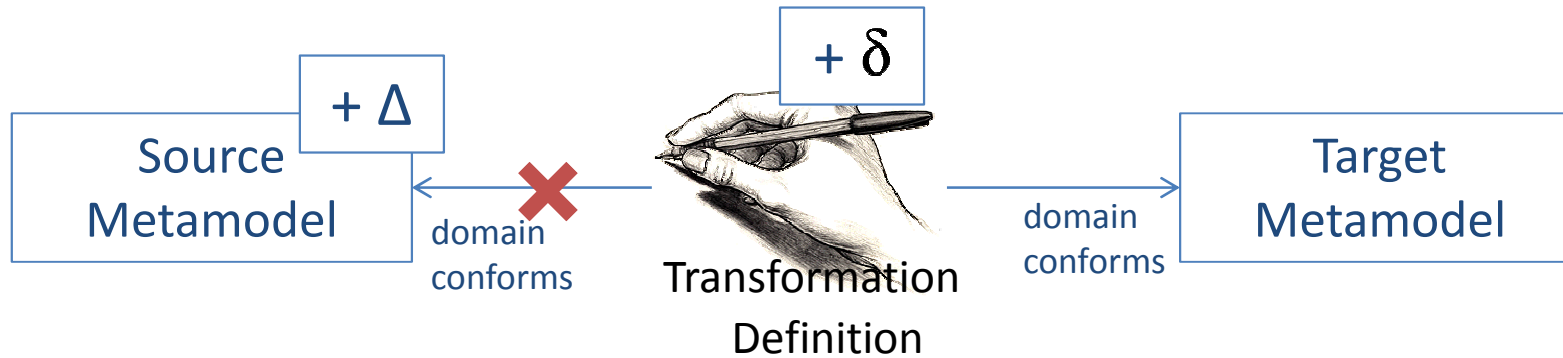 + δ
+ Δ
Source
Metamodel
domain
conforms
Transformation
Definition
domain
conforms
Target
Metamodel